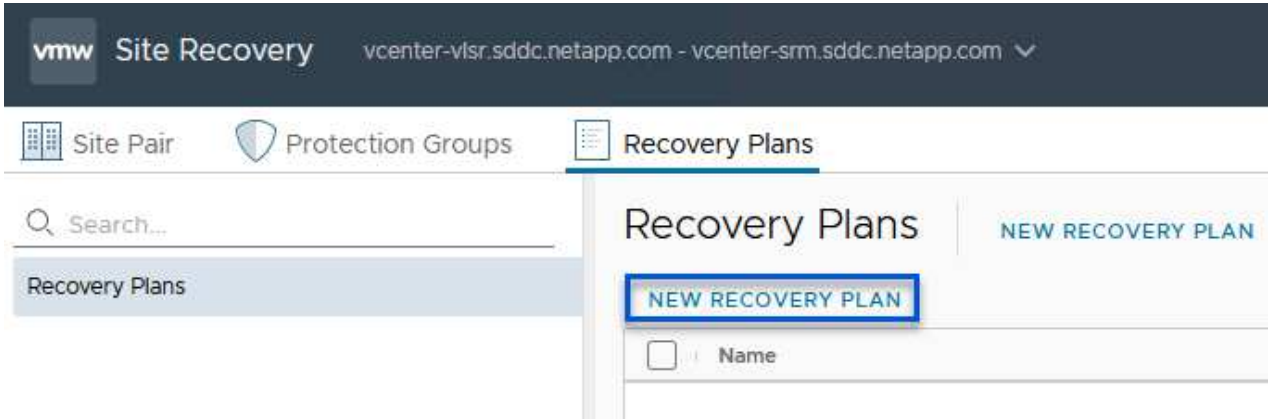 vmw Site Recovery vcenter-vlsr.sddc.netapp.com - vcenter-srm.sddc.netapp.com
Site Pair Protection Groups Recovery Plans
Search...
Recovery Plans NEW RECOVERY PLAN
Recovery Plans
NEW RECOVERY PLAN
Name